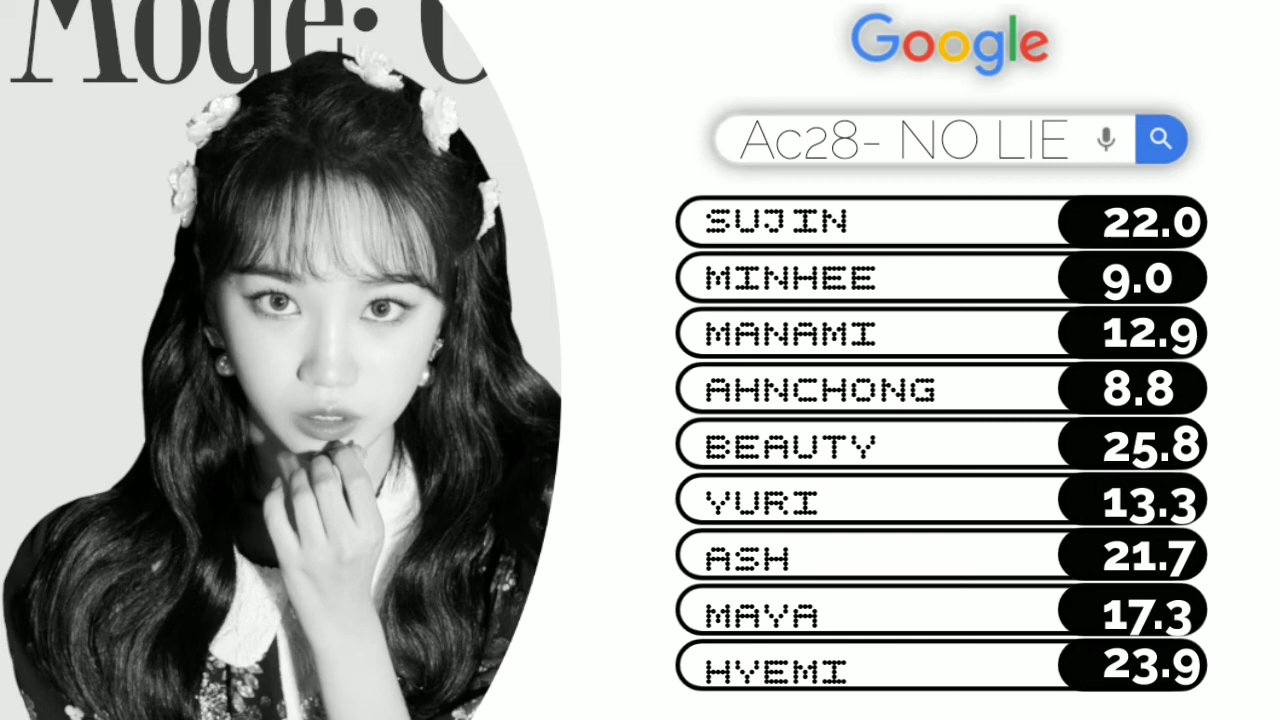 Mode: 
Google
Ac28- NO LIE
SUJIN 22.0
MINHEE 9.0
MANAMI 12.9
AHNCHONG 8.8
BEAUTY 25.8
YURI 13.3
ASH 21.7
MAYA 17.3
HYEMI 23.9